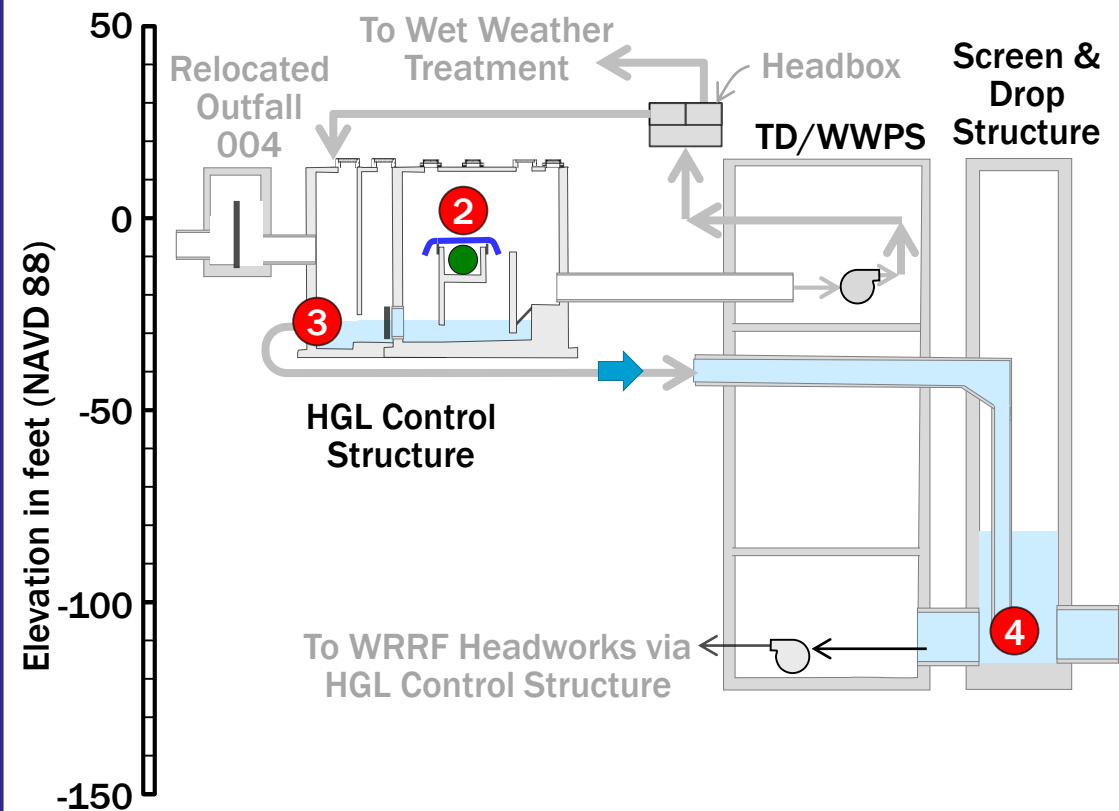 50
0
-50
-100
-150
Elevation in feet (NAVD 88)
To Wet Weather
Treatment
Headbox
Relocated
Outfall
004
TD/WWPS
Screen &
Drop
Structure
2
3
HGL Control
Structure
4
To WRRF Headworks via
HGL Control Structure